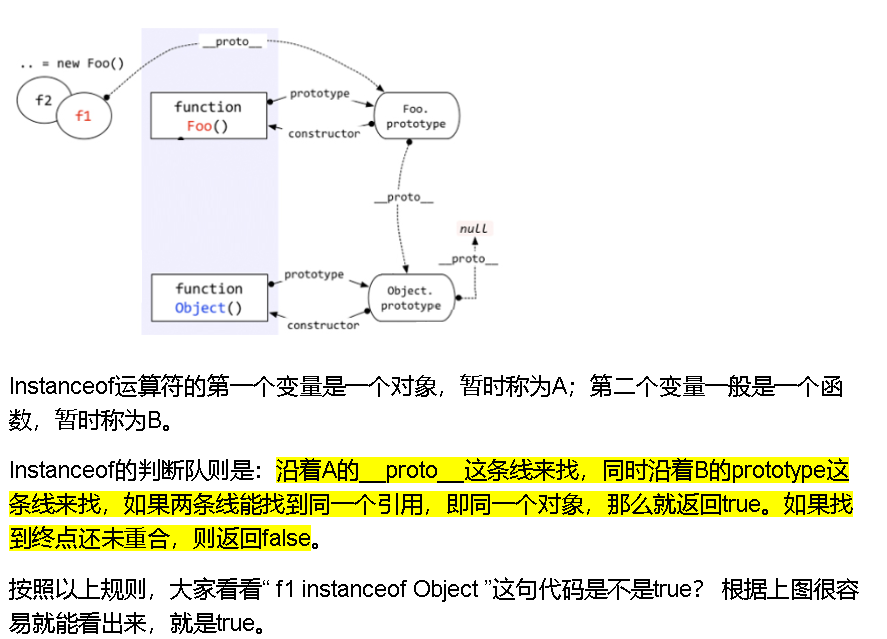 __proto__
.. = new Foo()
f2
f1
function
Foo()
prototype
constructor
Foo.
prototype
__proto__
null
__proto__
function
Object()
prototype
constructor
Object.
prototype
Instanceof运算符的第一个变量是一个对象，暂时称为A；第二个变量一般是一个函
数，暂时称为B。
Instanceof的判断队则是：沿着A的__proto__这条线来找，同时沿着B的prototype这
条线来找，如果两条线能找到同一个引用，即同一个对象，那么就返回true。如果找
到终点还未重合，则返回false。
按照以上规则，大家看看“ f1 instanceof Object ”这句代码是不是true？ 根据上图很容
易就能看出来，就是true。